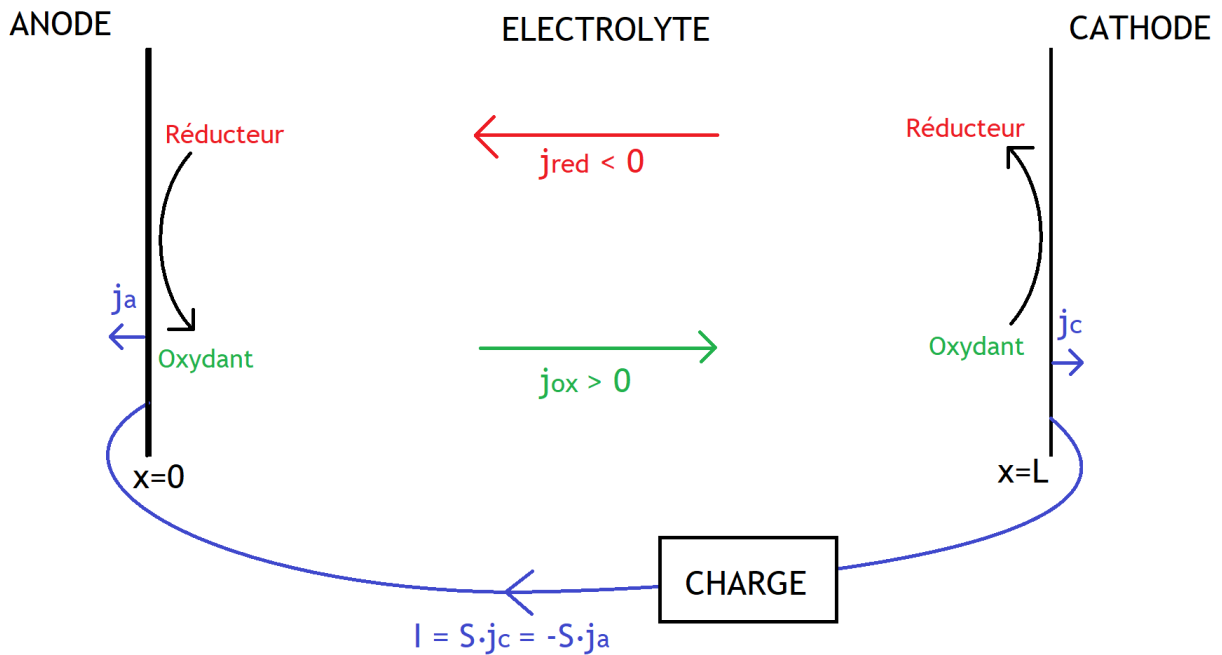 ANODE
ELECTROLYTE
CATHODE
Réducteur
jred < 0
Réducteur
ja
Oxydant
jox > 0
Oxydant
jc
x=0
x=L
CHARGE
I = S·jc = -S·ja